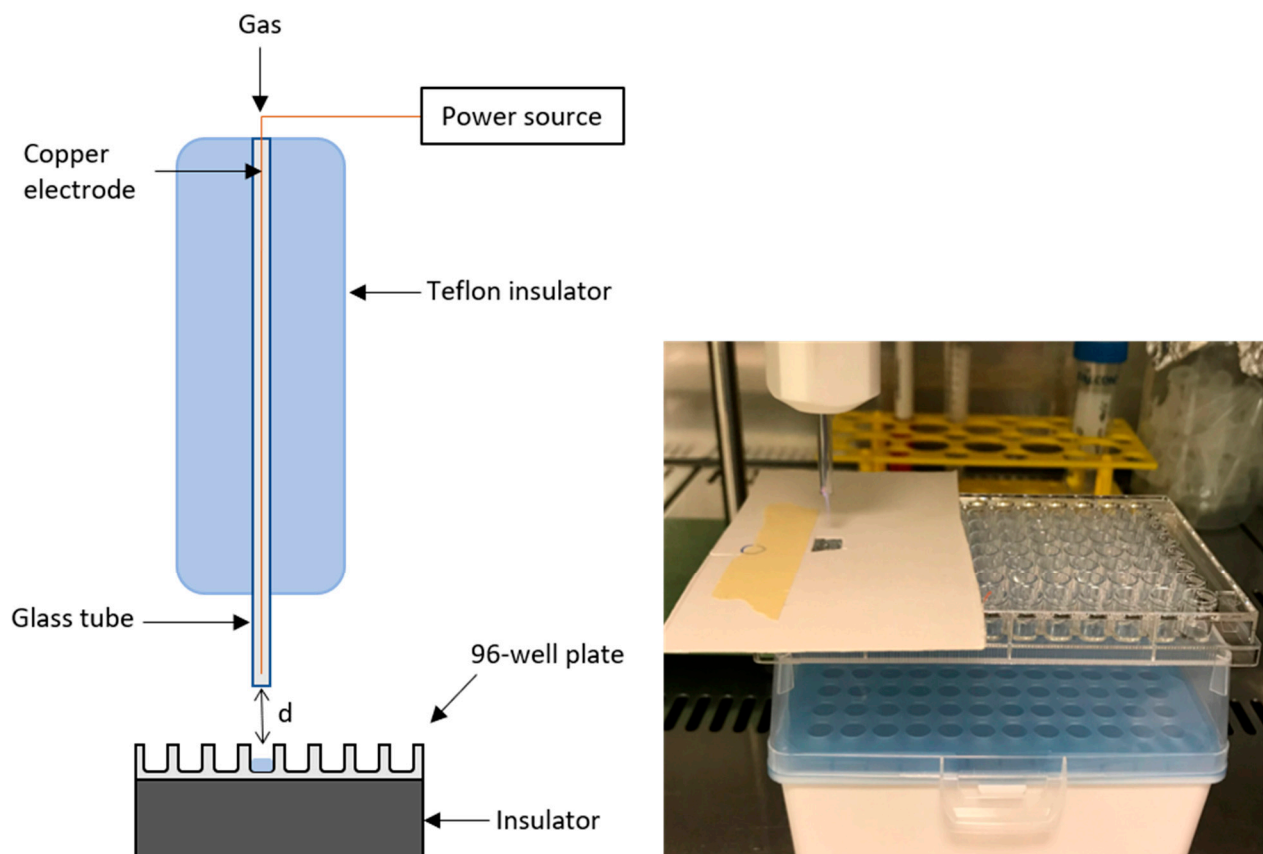 Gas
Power source
Copper
electrode
Teflon insulator
Glass tube
96-well plate
d
Insulator